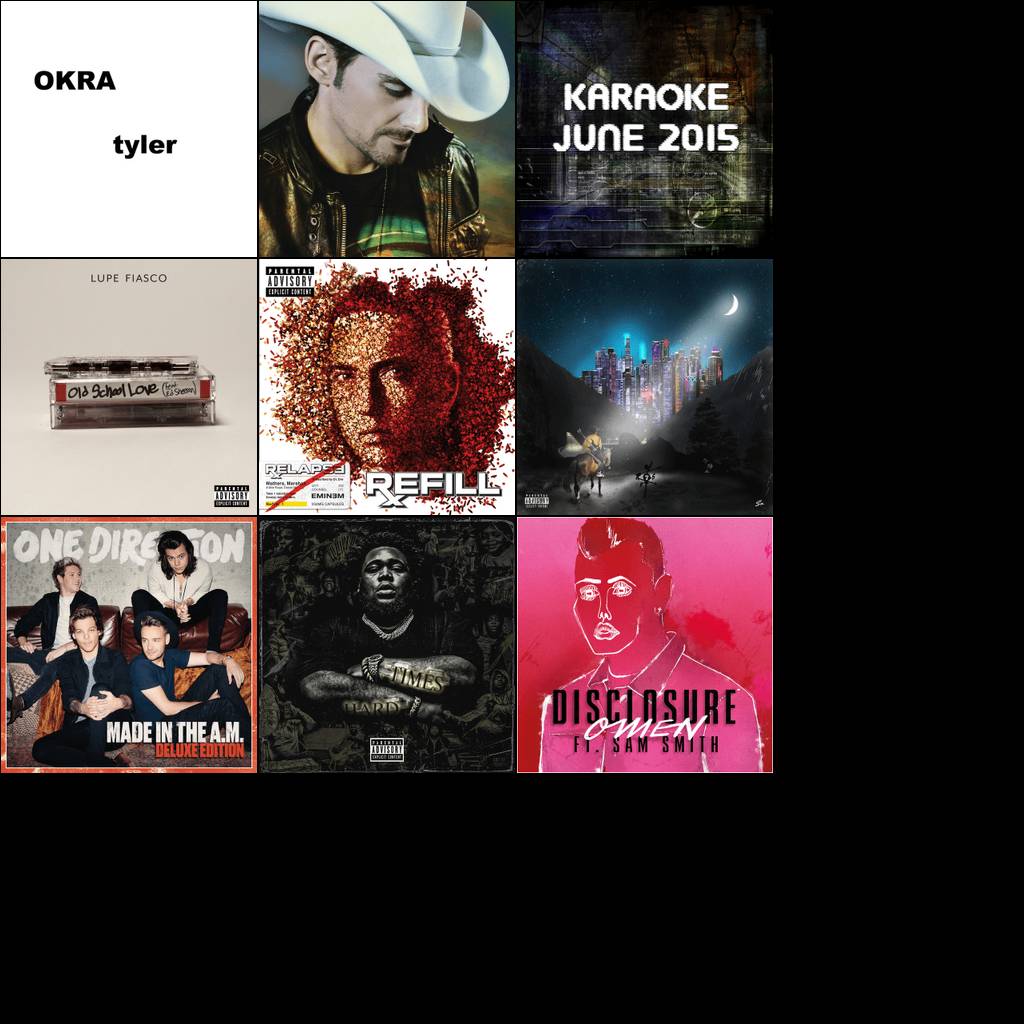 OKRA
tyler
KARAOKE
JUNE 2015
LUPE FIASCO
Old School Love (feat. Ed Sheeran)
PARENTAL
ADVISORY
EXPLICIT CONTENT
PARENTAL
ADVISORY
EXPLICIT CONTENT
RELAPSE
EMINEM
REFILL
PARENTAL
ADVISORY
EXPLICIT CONTENT
ONE DIRECTION
MADE IN THE A.M.
DELUXE EDITION
TIMES
HARD
PARENTAL
ADVISORY
EXPLICIT CONTENT
DISCLOSURE
OMEN
FT. SAM SMITH